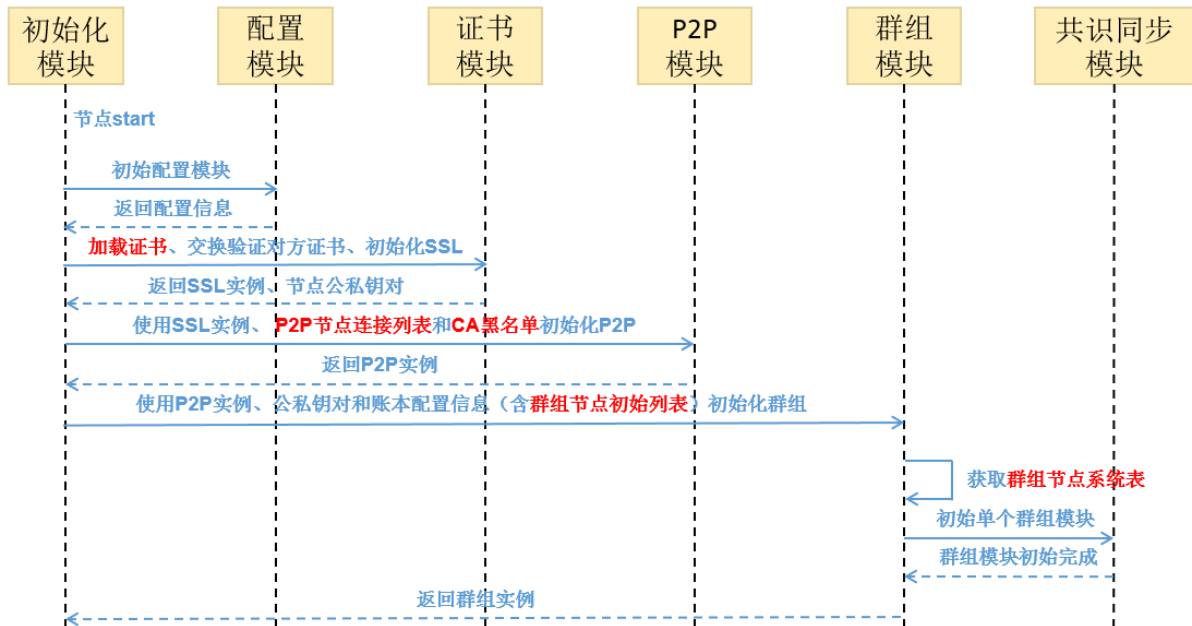 初始化 配置 证书 P2P 群组 共识同步
模块 模块 模块 模块 模块 模块
节点start
初始配置模块
返回配置信息
加载证书、交换验证对方证书、初始化SSL
返回SSL实例、节点公私钥对
使用SSL实例、 P2P节点连接列表和CA黑名单初始化P2P
返回P2P实例
使用P2P实例、公私钥对和账本配置信息（含群组节点初始列表）初始化群组
获取群组节点系统表
初始单个群组模块
群组模块初始完成
返回群组实例